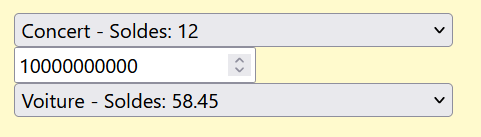 Concert - Soldes: 12
10000000000
Voiture - Soldes: 58.45